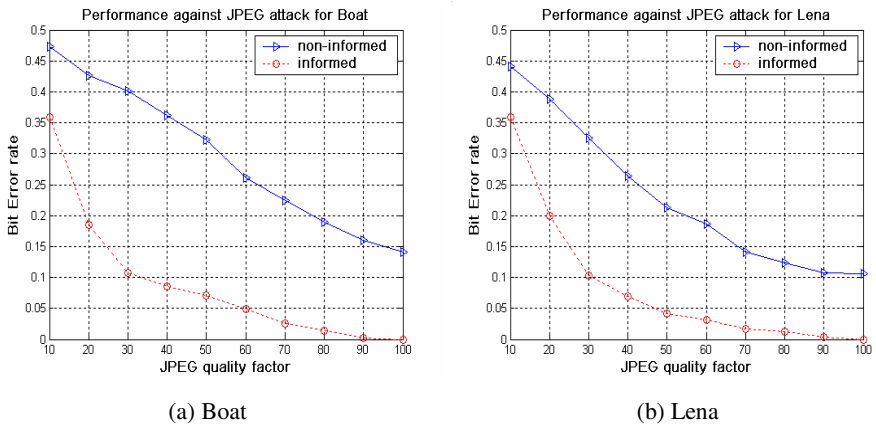 Performance against JPEG attack for Boat
non-informed
informed
Bit Error rate
0.5
0.45
0.4
0.35
0.3
0.25
0.2
0.15
0.1
0.05
0
10 20 30 40 50 60 70 80 90 100
JPEG quality factor
(a) Boat
Performance against JPEG attack for Lena
non-informed
informed
Bit Error rate
0.5
0.45
0.4
0.35
0.3
0.25
0.2
0.15
0.1
0.05
0
10 20 30 40 50 60 70 80 90 100
JPEG quality factor
(b) Lena